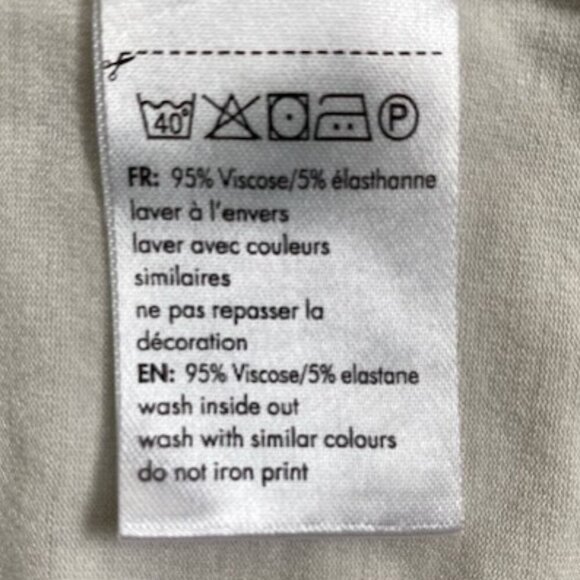 40°
P
FR: 95% Viscose/5% élasthanne
laver à l'envers
laver avec couleurs
similaires
ne pas repasser la
décoration
EN: 95% Viscose/5% elastane
wash inside out
wash with similar colours
do not iron print